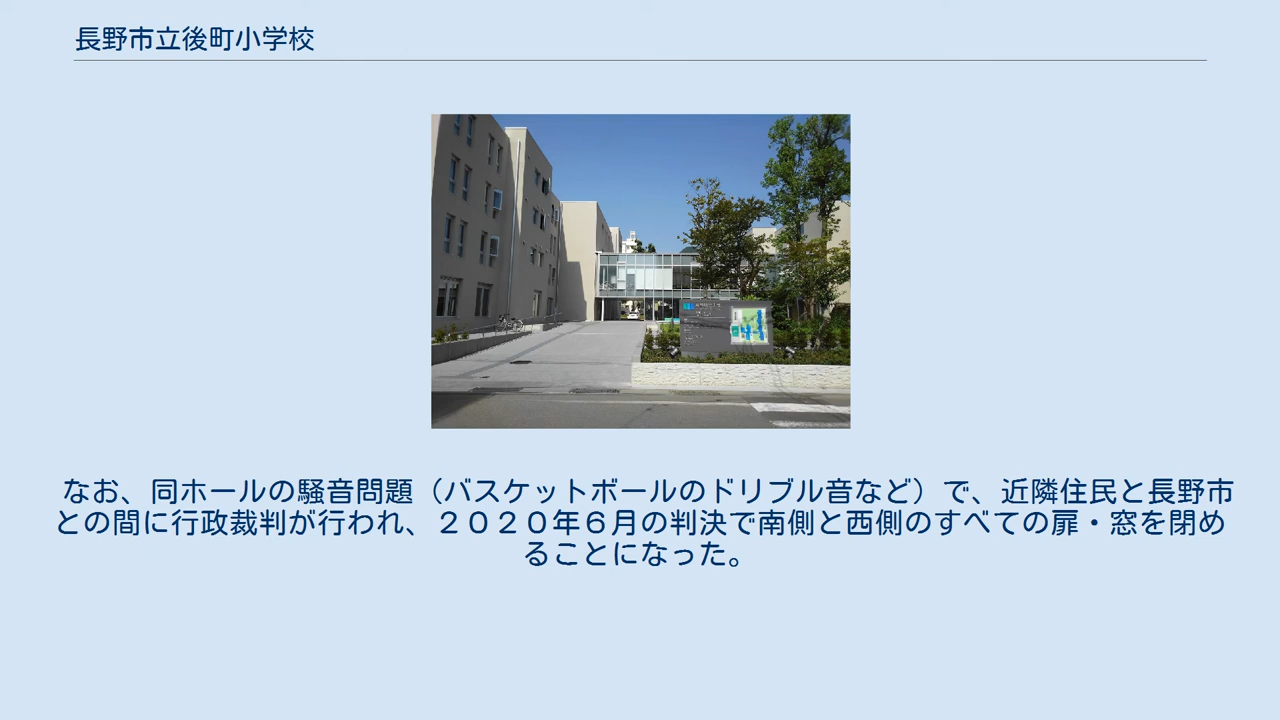 長野市立後町小学校
なお、同ホールの騒音問題（バスケットボールのドリブル音など）で、近隣住民と長野市
との間に行政裁判が行われ、２０２０年６月の判決で南側と西側のすべての扉・窓を閉め
ることになった。